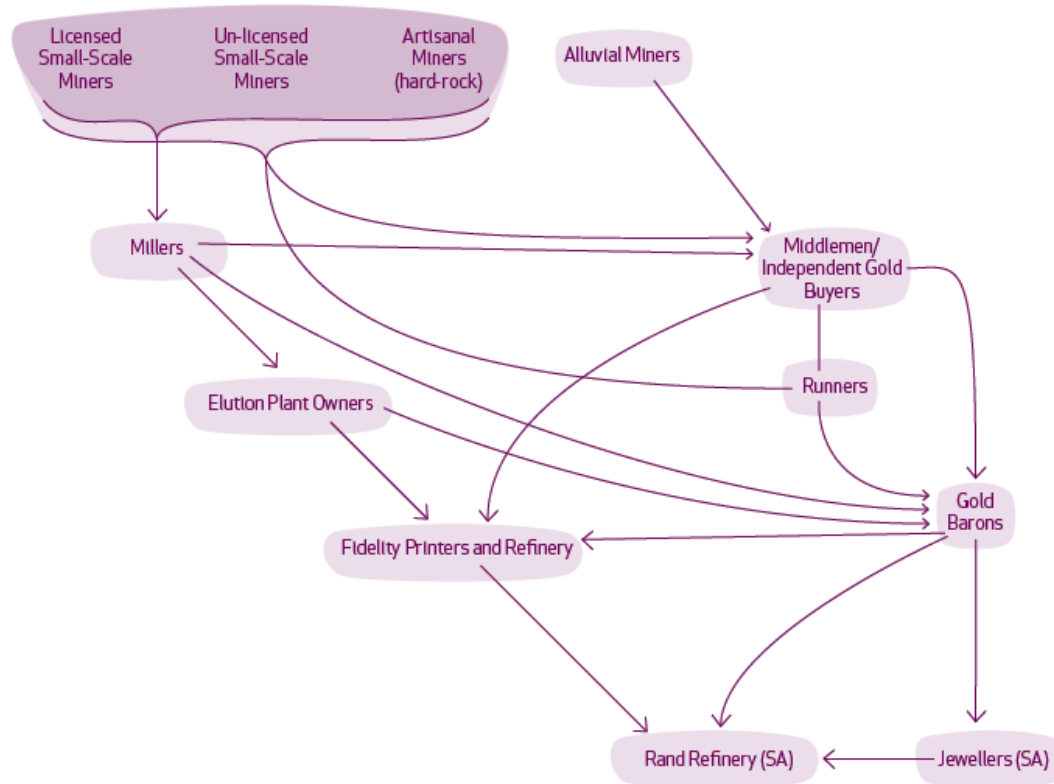 Licensed
Small-Scale
Miners
Un-licensed
Small-Scale
Miners
Artisanal
Miners
(hard-rock)
Alluvial Miners
Millers
Middlemen/
Independent Gold
Buyers
Runners
Elution Plant Owners
Gold
Barons
Fidelity Printers and Refinery
Rand Refinery (SA)
Jewellers (SA)